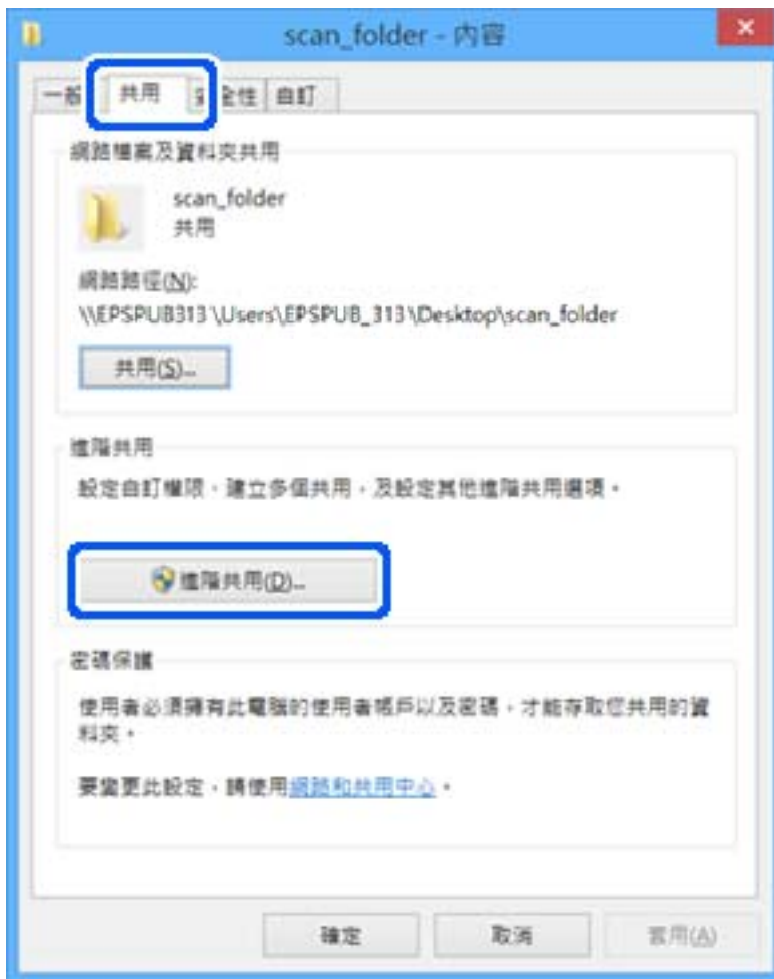 scan_folder - 內容
一般 共用 安全性 自訂
網路檔案及資料夾共用
scan_folder
共用
網路路徑(N):
\\EPSPUB313\Users\EPSPUB_313\Desktop\scan_folder
共用(S)...
進階共用
設定自訂權限、建立多個共用，及設定其他進階共用選項。
進階共用(D)...
密碼保護
使用者必須擁有此電腦的使用者帳戶以及密碼，才能存取您共用的資
料夾。
要變更此設定，請使用網路和共用中心。
確定 取消 套用(A)